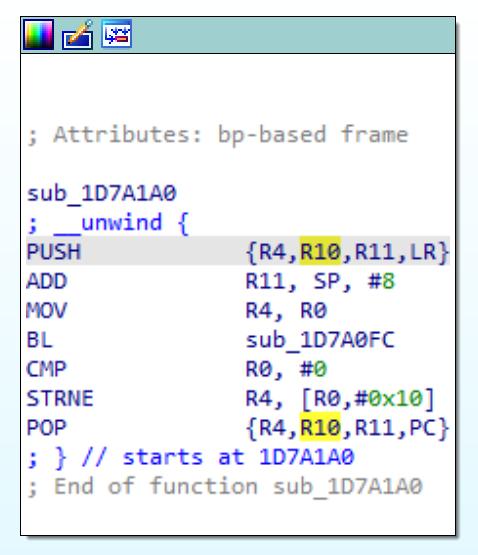 ; Attributes: bp-based frame
sub_1D7A1A0
; __unwind {
PUSH {R4,R10,R11,LR}
ADD R11, SP, #8
MOV R4, R0
BL sub_1D7A0FC
CMP R0, #0
STRNE R4, [R0,#0x10]
POP {R4,R10,R11,PC}
; } // starts at 1D7A1A0
; End of function sub_1D7A1A0